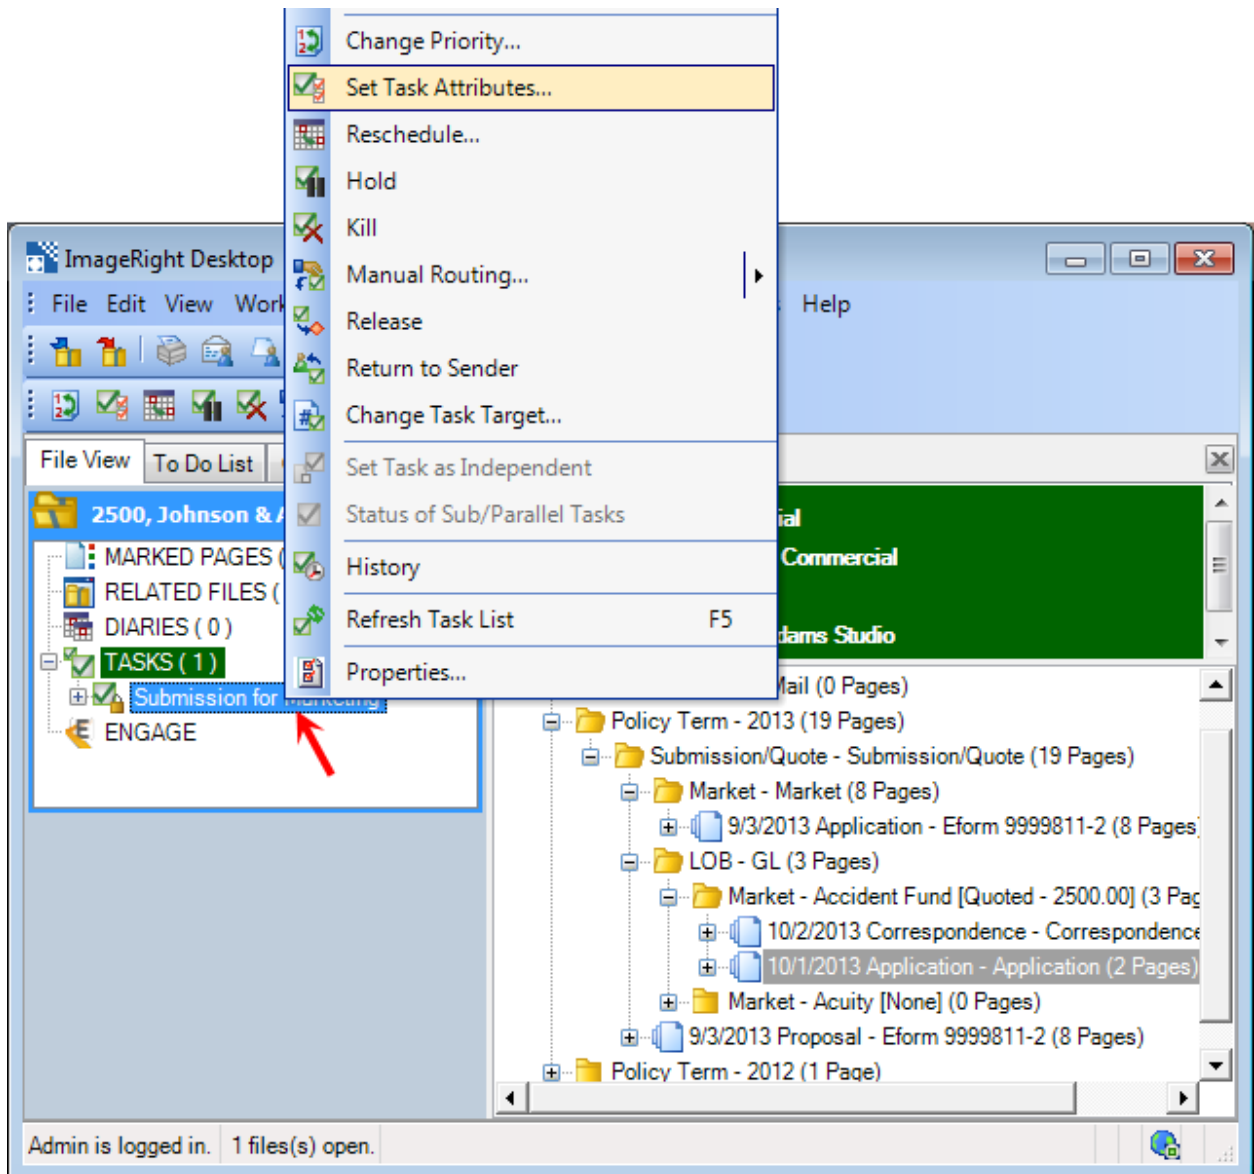 Change Priority...
Set Task Attributes...
Reschedule...
Hold
Kill
Manual Routing...
Release
Return to Sender
Change Task Target...
Set Task as Independent
Status of Sub/Parallel Tasks
History
Refresh Task List F5
Properties...
ImageRight Desktop
File Edit View Help
File View To Do List
2500, Johnson &
MARKED PAGES (
RELATED FILES (
DIARIES ( 0 )
TASKS ( 1 )
Submission for Marketing
ENGAGE
Commercial
Studio
Mail (0 Pages)
Policy Term - 2013 (19 Pages)
Submission/Quote - Submission/Quote (19 Pages)
Market - Market (8 Pages)
9/3/2013 Application - Eform 9999811-2 (8 Pages)
LOB - GL (3 Pages)
Market - Accident Fund [Quoted - 2500.00] (3 Pag
10/2/2013 Correspondence - Correspondence
10/1/2013 Application - Application (2 Pages)
Market - Acuity [None] (0 Pages)
9/3/2013 Proposal - Eform 9999811-2 (8 Pages)
Policy Term - 2012 (1 Page)
Admin is logged in. 1 files(s) open.